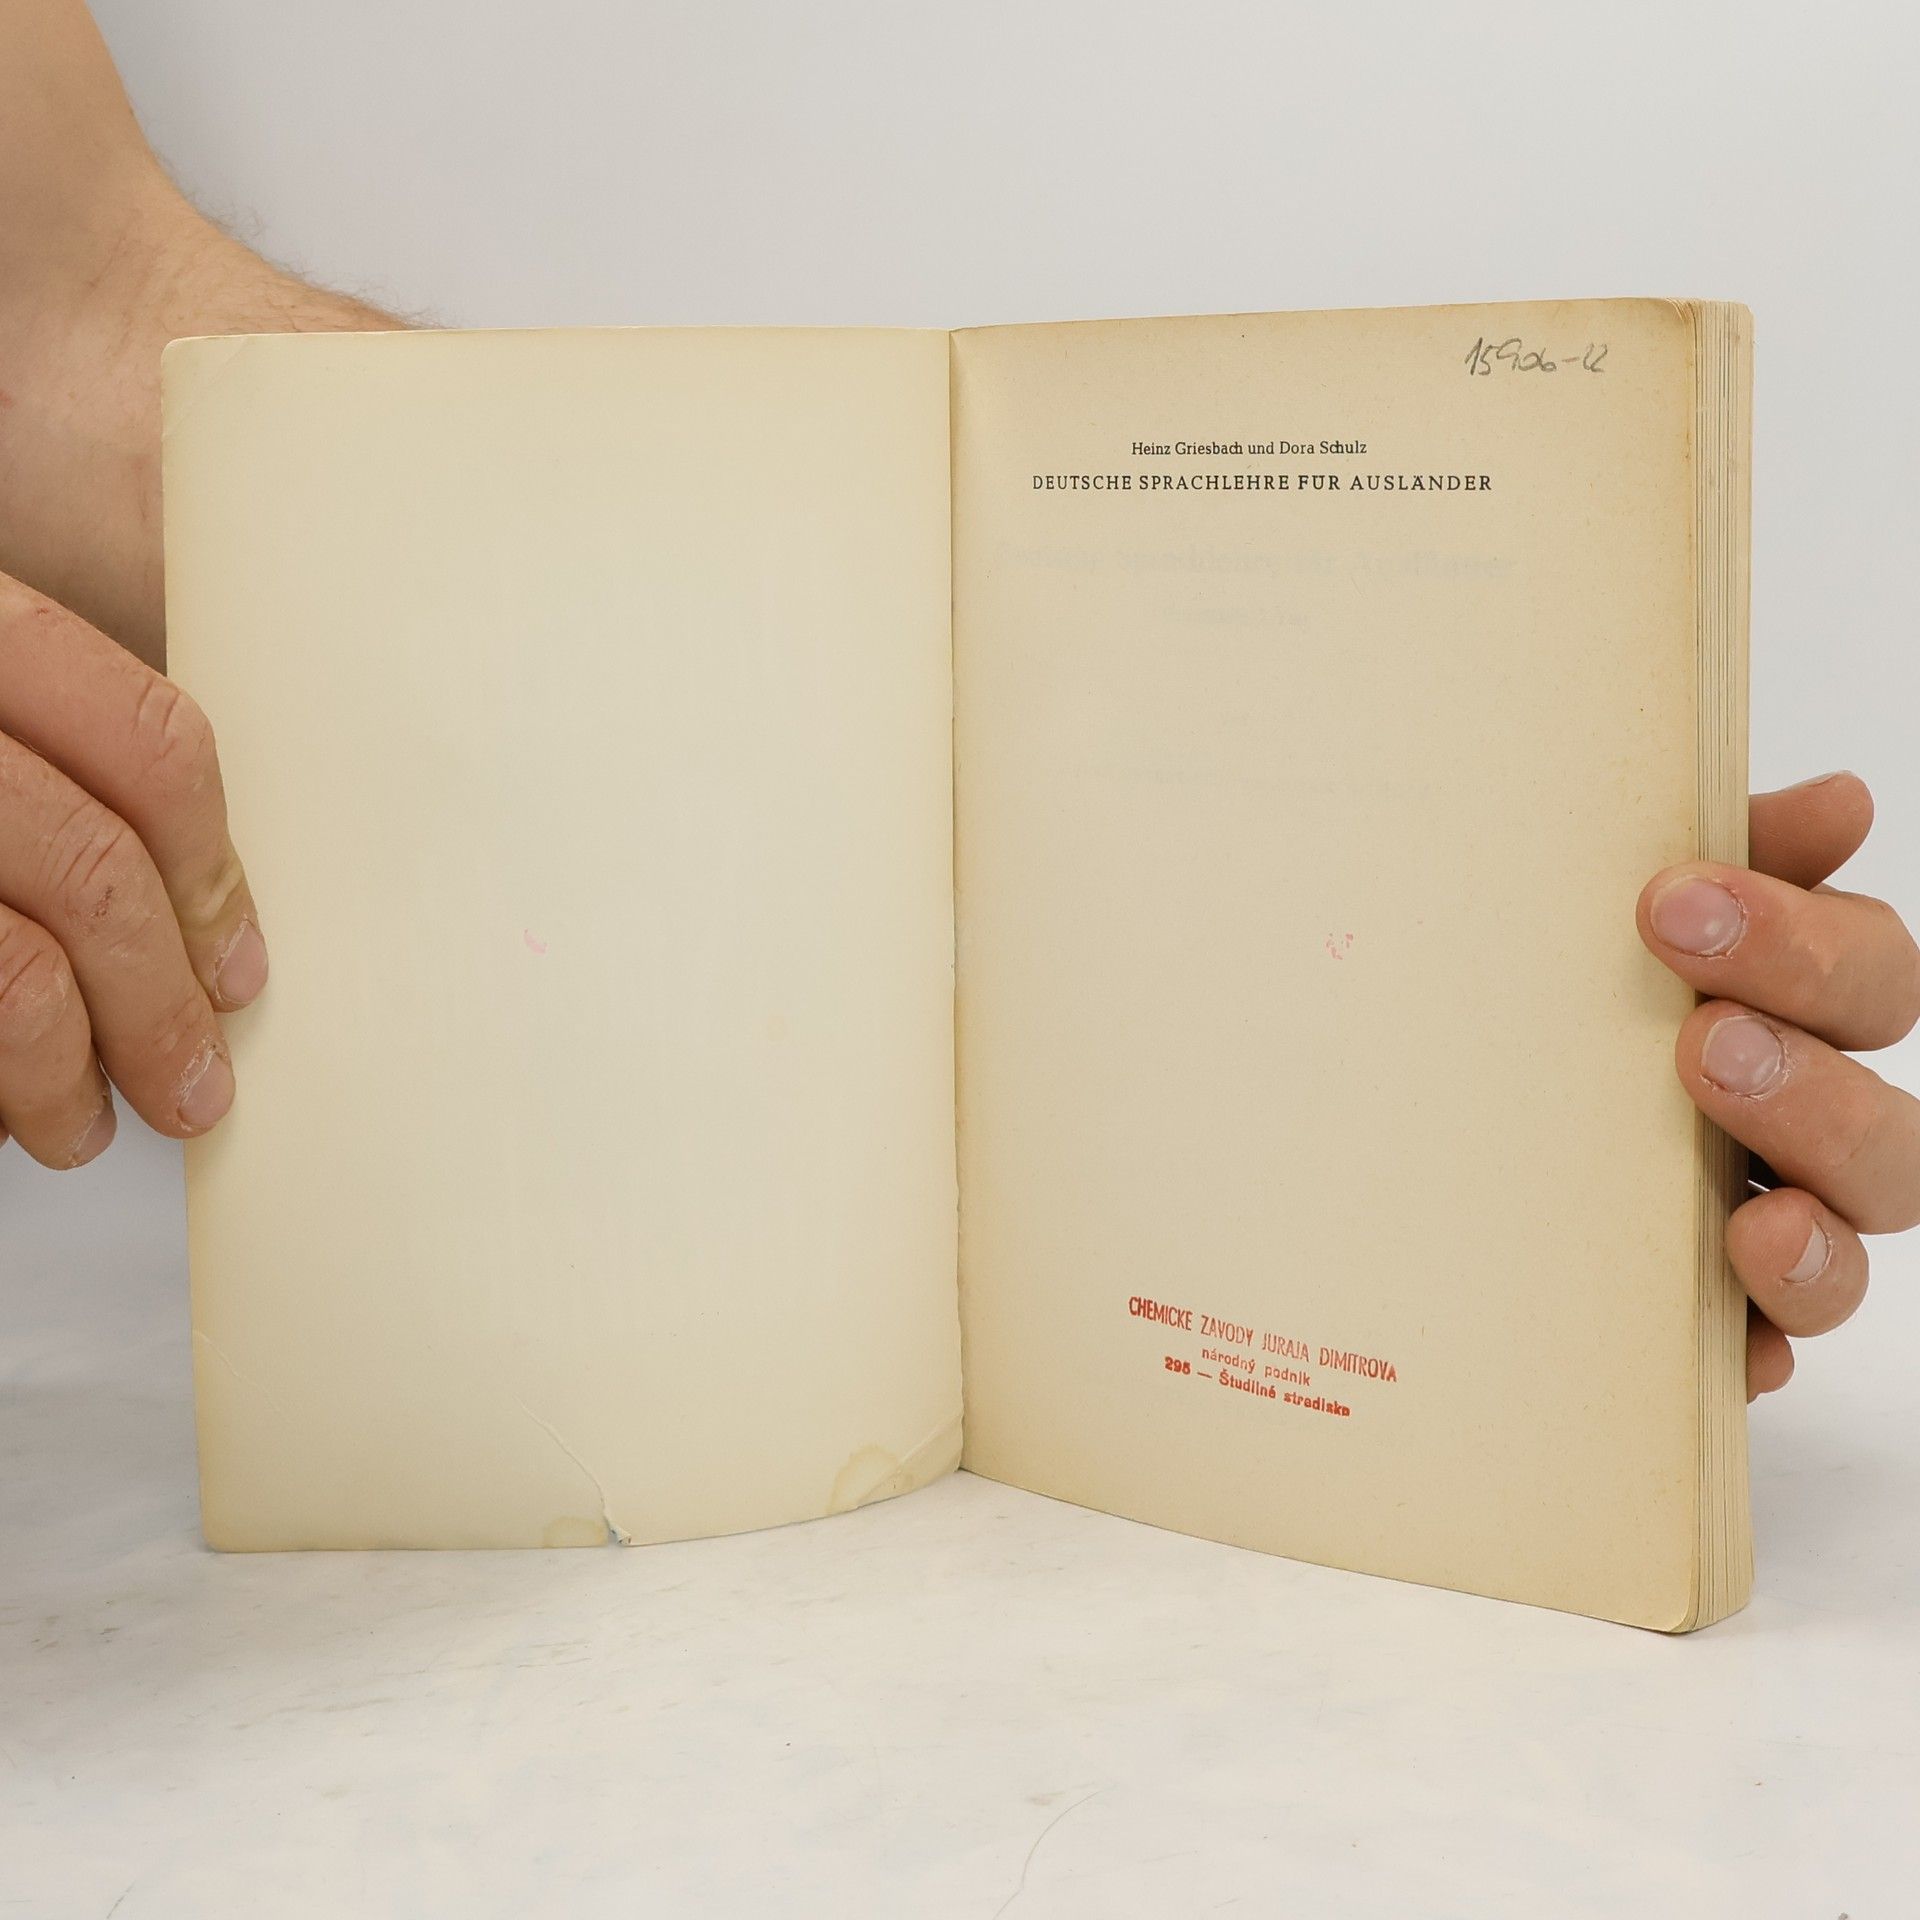 15906-22
Heinz Griesbach und Dora Schulz
DEUTSCHE SPRACHLEHRE FÜR AUSLÄNDER
CHEMICKE ZAVODY JURAJA DIMITROVA
národný podnik
295 — Študijné stredisko